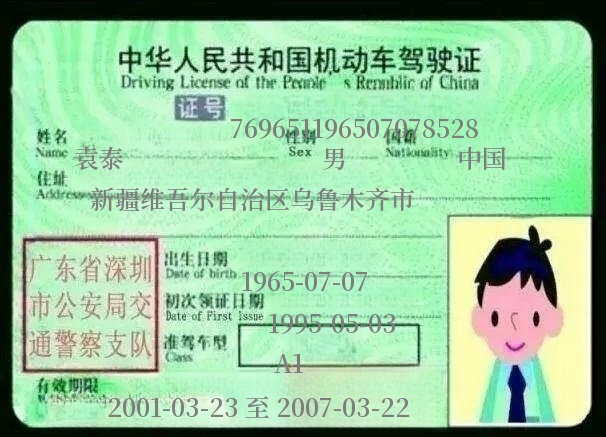 中华人民共和国机动车驾驶证
Driving License of the People's Republic of China
证号
769651196507078528
姓名 性别 国籍
Name 袁泰 Sex 男 Nationality 中国
住址
Address
新疆维吾尔自治区乌鲁木齐市
广东省深圳
市公安局交
通警察支队
出生日期
Date of birth 1965-07-07
初次领证日期
Date of First Issue 1995-05-03
准驾车型
Class A1
有效期限
2001-03-23 至 2007-03-22